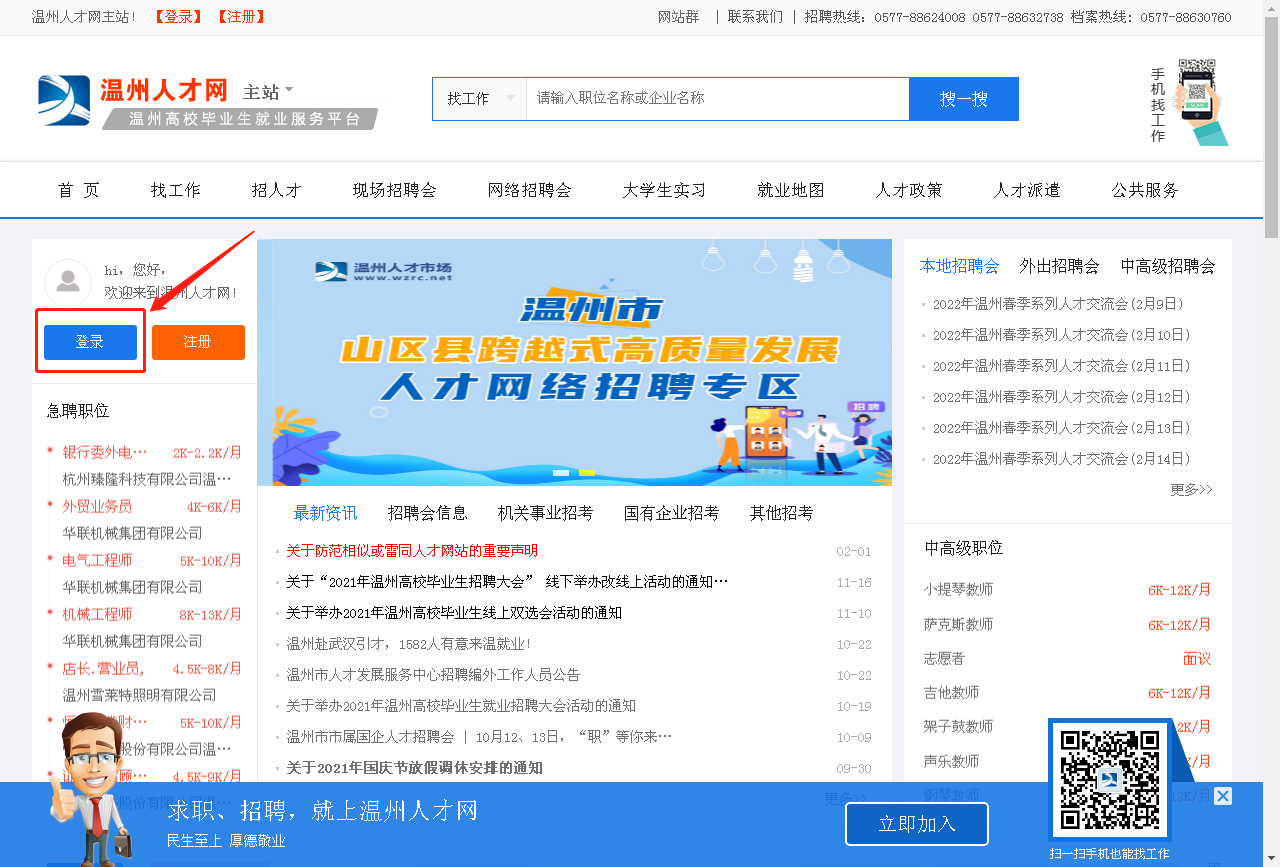 温州人才网主站! 【登录】 【注册】
网站群 | 联系我们 | 招聘热线: 0577-88624008 0577-88632738 档案热线: 0577-88630760
温州人才网 主站
温州高校毕业生就业服务平台
找工作 请输入职位名称或企业名称 搜一搜
手机找工作
首 页 找工作 招人才 现场招聘会 网络招聘会 大学生实习 就业地图 人才政策 人才派遣 公共服务
hi, 您好,
欢迎来到温州人才网!
登录 注册
急聘职位
银行委外电… 2K-2.2K/月
杭州臻隆科技有限公司温…
外贸业务员 4K-6K/月
华联机械集团有限公司
电气工程师 5K-10K/月
华联机械集团有限公司
机械工程师 8K-13K/月
华联机械集团有限公司
店长.营业员, 4.5K-8K/月
温州雪莱特照明有限公司
财… 5K-10K/月
股份有限公司温…
顾… 4.5K-9K/月
股份有限公司
温州人才市场
www.wzrc.net
温州市
山区县跨越式高质量发展
人才网络招聘专区
招聘
最新资讯 招聘会信息 机关事业招考 国有企业招考 其他招考
关于防范相似或雷同人才网站的重要声明 02-01
关于“2021年温州高校毕业生招聘大会” 线下举办改线上活动的通知… 11-16
关于举办2021年温州高校毕业生线上双选会活动的通知 11-10
温州赴武汉引才, 1582人有意来温就业! 10-22
温州市人才发展服务中心招聘编外工作人员公告 10-22
关于举办2021年温州高校毕业生就业招聘大会活动的通知 10-19
温州市市属国企人才招聘会 | 10月12、13日, “职”等你来… 10-09
关于2021年国庆节放假调休安排的通知 09-30
更多>>
本地招聘会 外出招聘会 中高级招聘会
2022年温州春季系列人才交流会(2月9日)
2022年温州春季系列人才交流会(2月10日)
2022年温州春季系列人才交流会(2月11日)
2022年温州春季系列人才交流会(2月12日)
2022年温州春季系列人才交流会(2月13日)
2022年温州春季系列人才交流会(2月14日)
更多>>
中高级职位
小提琴教师 6K-12K/月
萨克斯教师 6K-12K/月
志愿者 面议
吉他教师 6K-12K/月
架子鼓教师 2K/月
声乐教师 /月
钢琴教师 12K/月
求职、招聘, 就上温州人才网
民生至上 厚德敬业
立即加入
扫一扫手机也能找工作